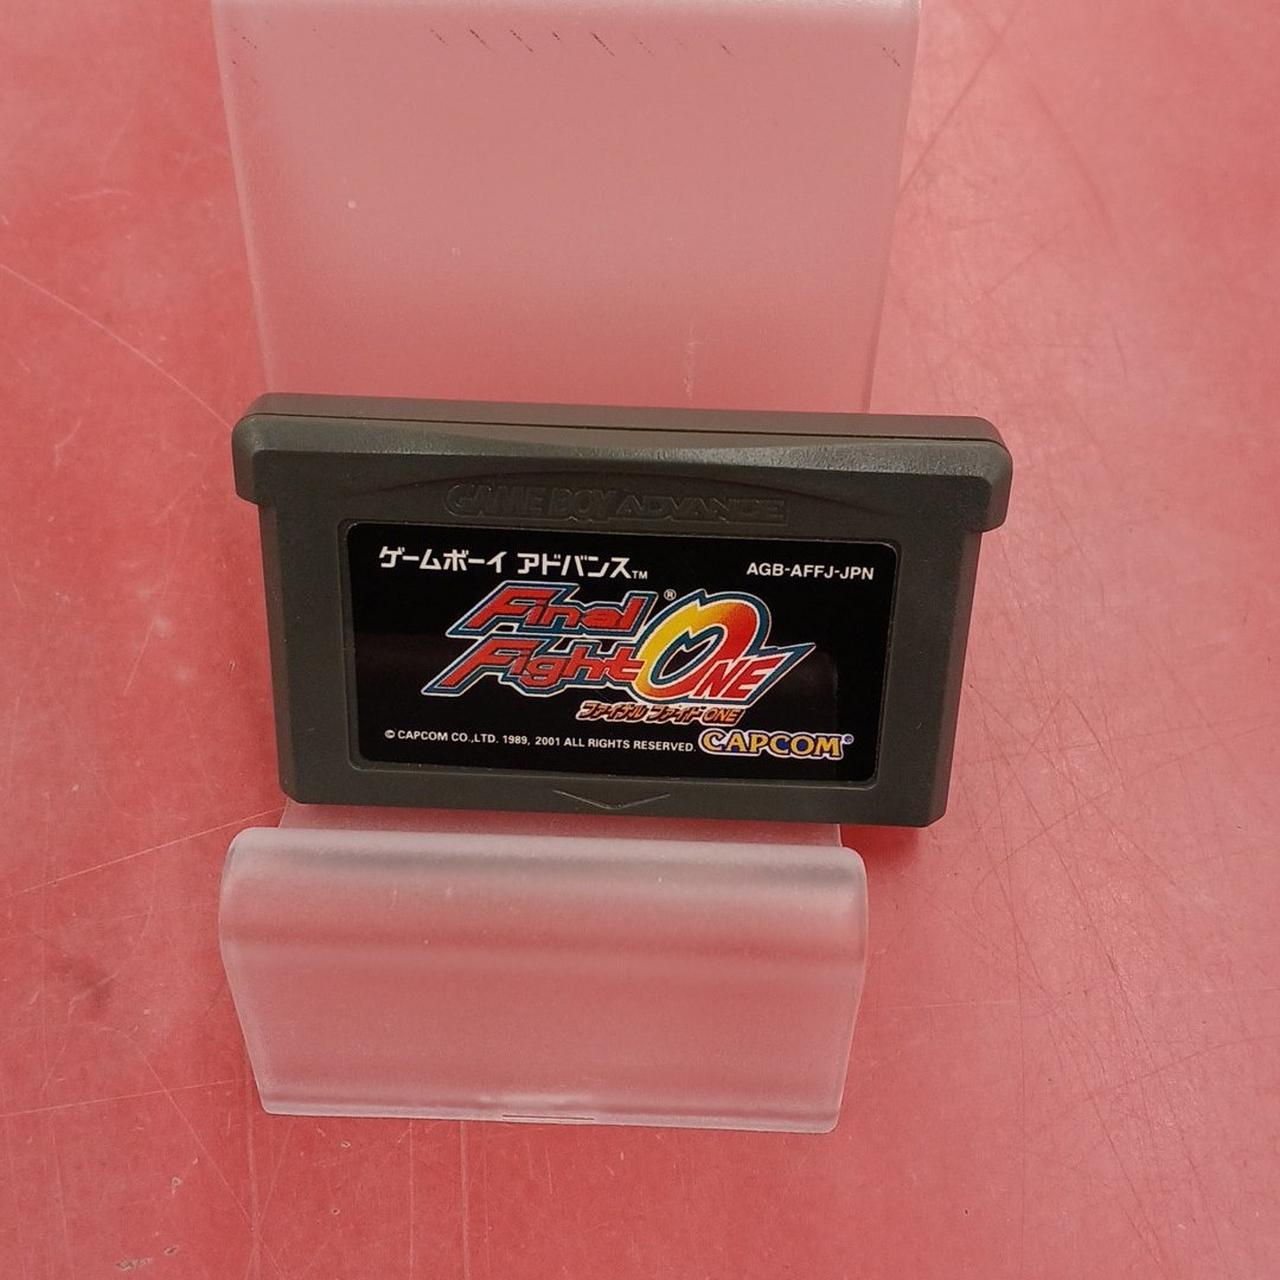 GAME BOY ADVANCE
ゲームボーイ アドバンス™
AGB-AFFJ-JPN
Final®
Fight ONE
ファイナル ファイト ONE
© CAPCOM CO.,LTD. 1989, 2001 ALL RIGHTS RESERVED.
CAPCOM®